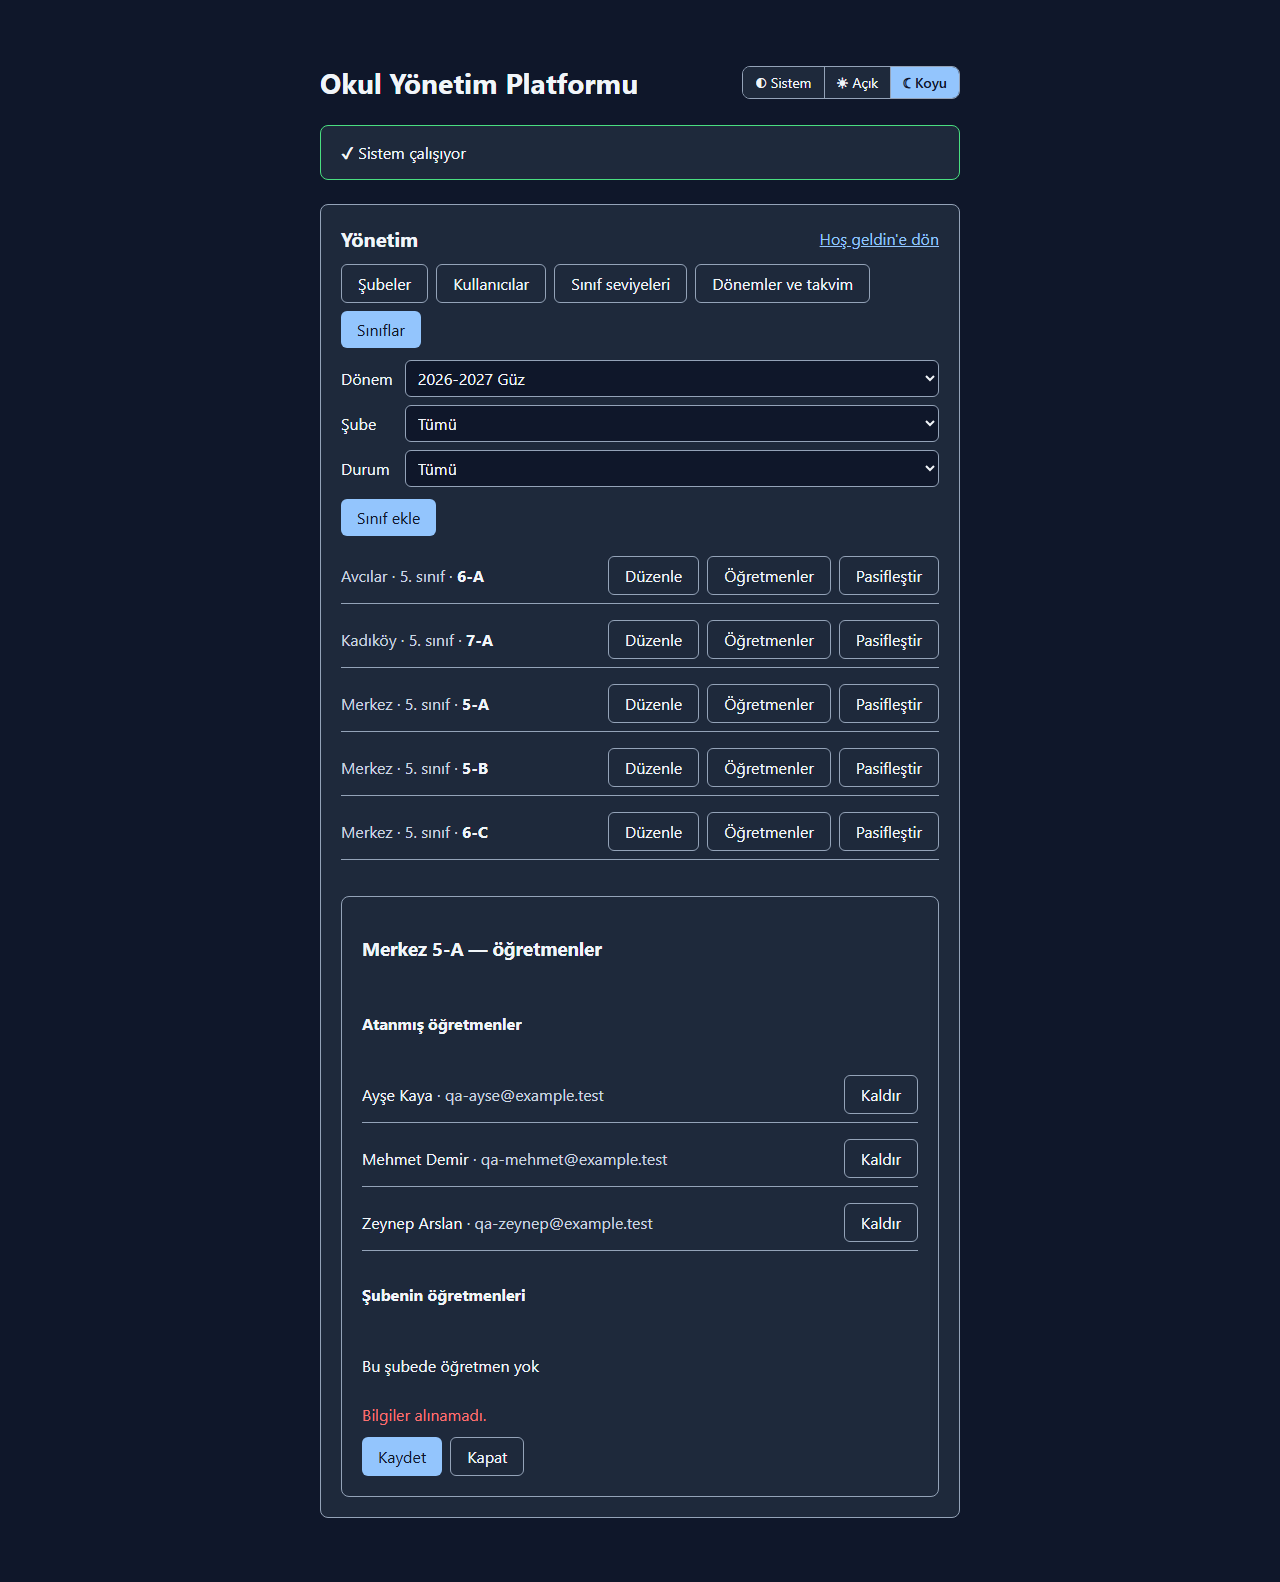 Okul Yönetim Platformu
◐ Sistem
☀ Açık
☾ Koyu
✓ Sistem çalışıyor
Yönetim
Hoş geldin'e dön
Şubeler
Kullanıcılar
Sınıf seviyeleri
Dönemler ve takvim
Sınıflar
Dönem
2026-2027 Güz
Şube
Tümü
Durum
Tümü
Sınıf ekle
Avcılar · 5. sınıf · 6-A
Düzenle
Öğretmenler
Pasifleştir
Kadıköy · 5. sınıf · 7-A
Düzenle
Öğretmenler
Pasifleştir
Merkez · 5. sınıf · 5-A
Düzenle
Öğretmenler
Pasifleştir
Merkez · 5. sınıf · 5-B
Düzenle
Öğretmenler
Pasifleştir
Merkez · 5. sınıf · 6-C
Düzenle
Öğretmenler
Pasifleştir
Merkez 5-A — öğretmenler
Atanmış öğretmenler
Ayşe Kaya · qa-ayse@example.test
Kaldır
Mehmet Demir · qa-mehmet@example.test
Kaldır
Zeynep Arslan · qa-zeynep@example.test
Kaldır
Şubenin öğretmenleri
Bu şubede öğretmen yok
Bilgiler alınamadı.
Kaydet
Kapat